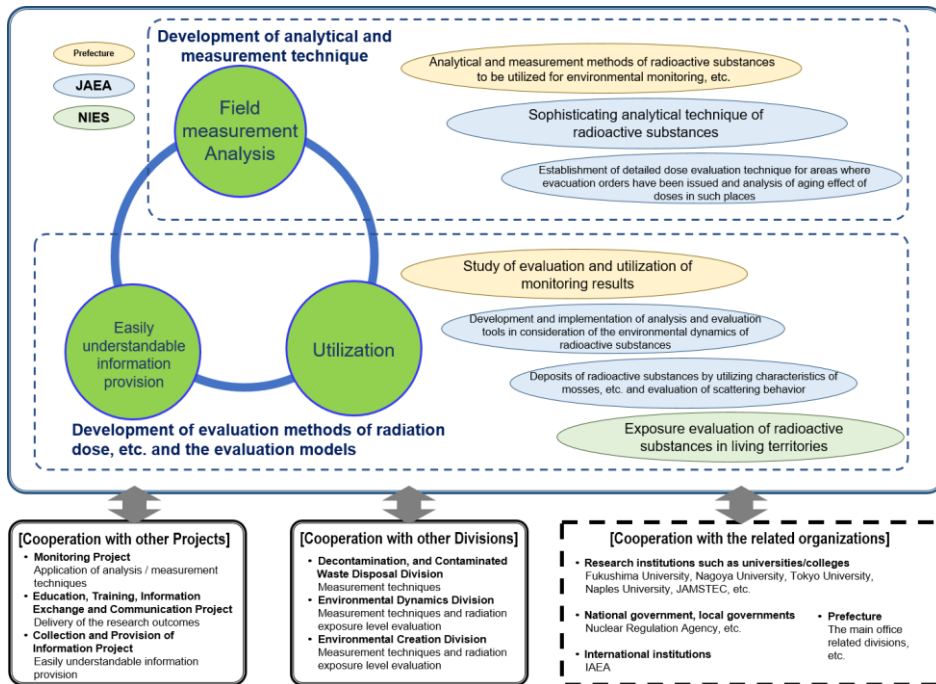 Prefecture
JAEA
NIES
Development of analytical and
measurement technique
Field
measurement
Analysis
Analytical and measurement methods of radioactive substances
to be utilized for environmental monitoring, etc.
Sophisticating analytical technique of
radioactive substances
Establishment of detailed dose evaluation technique for areas where
evacuation orders have been issued and analysis of aging effect of
doses in such places
Easily
understandable
information
provision
Utilization
Study of evaluation and utilization of
monitoring results
Development and implementation of analysis and evaluation
tools in consideration of the environmental dynamics of
radioactive substances
Deposits of radioactive substances by utilizing characteristics of
mosses, etc. and evaluation of scattering behavior
Exposure evaluation of radioactive
substances in living territories
Development of evaluation methods of radiation
dose, etc. and the evaluation models
[Cooperation with other Projects]
• Monitoring Project
Application of analysis / measurement
techniques
• Education, Training, Information
Exchange and Communication Project
Delivery of the research outcomes
• Collection and Provision of
Information Project
Easily understandable information
provision
[Cooperation with other Divisions]
• Decontamination, and Contaminated
Waste Disposal Division
Measurement techniques
• Environmental Dynamics Division
Measurement techniques and radiation
exposure level evaluation
• Environmental Creation Division
Measurement techniques and radiation
exposure level evaluation
[Cooperation with the related organizations]
• Research institutions such as universities/colleges
Fukushima University, Nagoya University, Tokyo University,
Naples University, JAMSTEC, etc.
• National government, local governments
Nuclear Regulation Agency, etc.
• International institutions
IAEA
• Prefecture
The main office
related divisions,
etc.